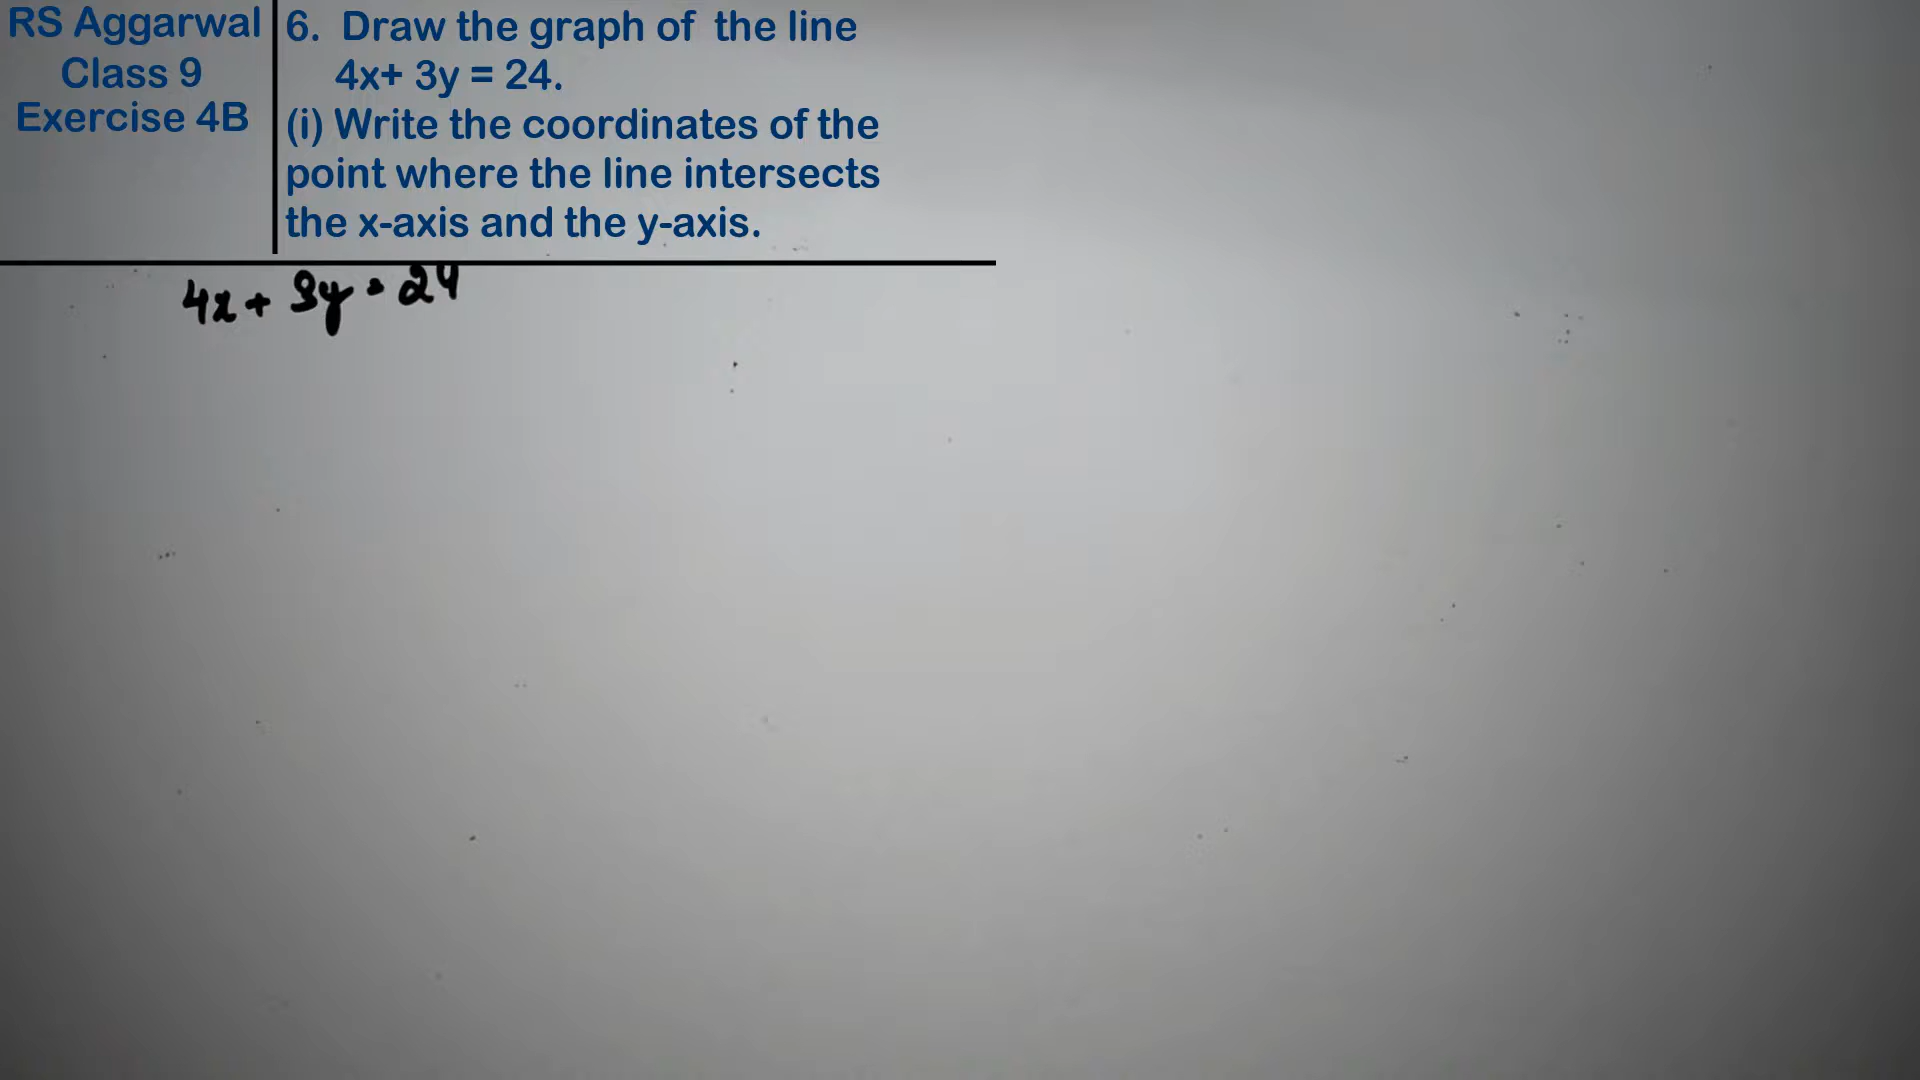 RS Aggarwal
Class 9
Exercise 4B
6. Draw the graph of the line
4x+ 3y = 24.
(i) Write the coordinates of the
point where the line intersects
the x-axis and the y-axis.
4x + 3y = 24